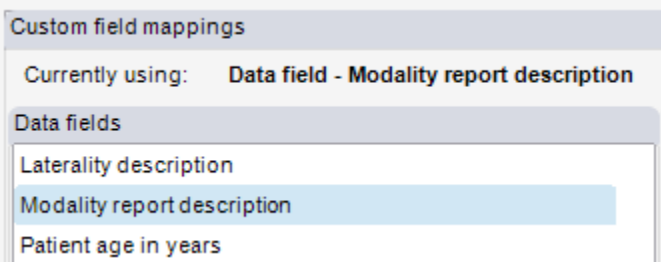 Custom field mappings
Currently using: Data field - Modality report description
Data fields
Laterality description
Modality report description
Patient age in years